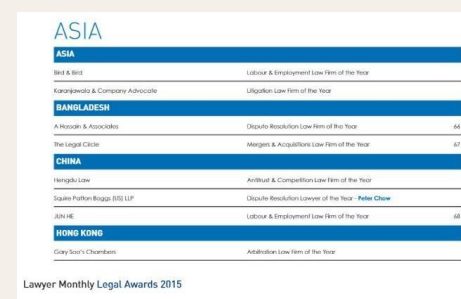 ASIA
ASIA
Bird & Bird Labour & Employment Law Firm of the Year
Karanjawala & Company Advocate Litigation Law Firm of the Year
BANGLADESH
A Hossain & Associates Dispute Resolution Law Firm of the Year 66
The Legal Circle Mergers & Acquisitions Law Firm of the Year 67
CHINA
Hengdu Law Antitrust & Competition Law Firm of the Year
Squire Patton Boggs (US) LLP Dispute Resolution Lawyer of the Year - Peter Chow
JUN HE Labour & Employment Law Firm of the Year 68
HONG KONG
Gary Soo's Chambers Arbitration Law Firm of the Year
Lawyer Monthly Legal Awards 2015